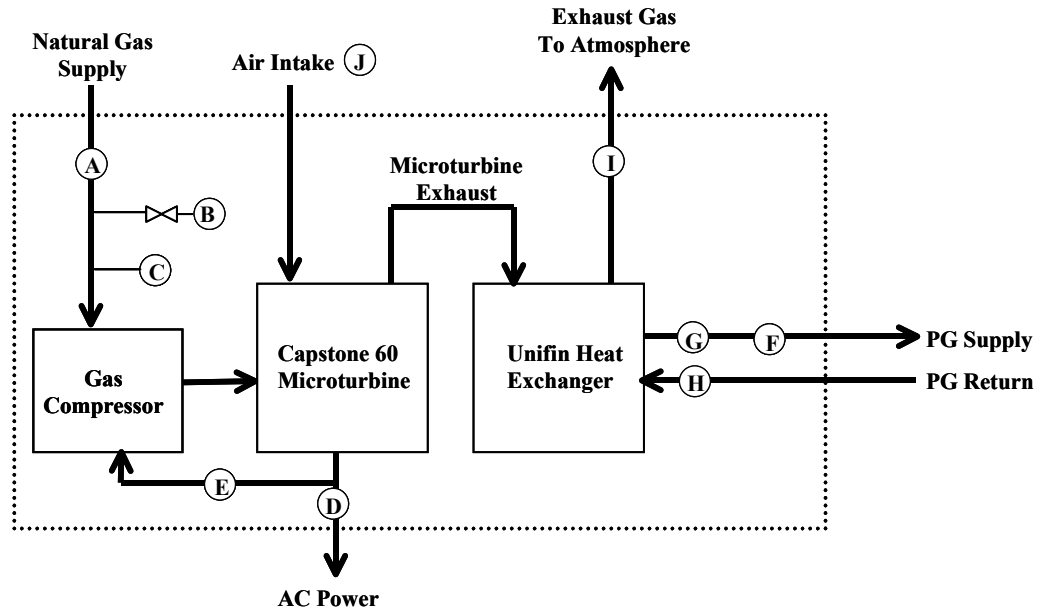 Natural Gas
Supply
Air Intake J
Exhaust Gas
To Atmosphere
A
I
Microturbine
Exhaust
B
C
Gas
Compressor
Capstone 60
Microturbine
Unifin Heat
Exchanger
G
F
PG Supply
H
PG Return
E
D
AC Power